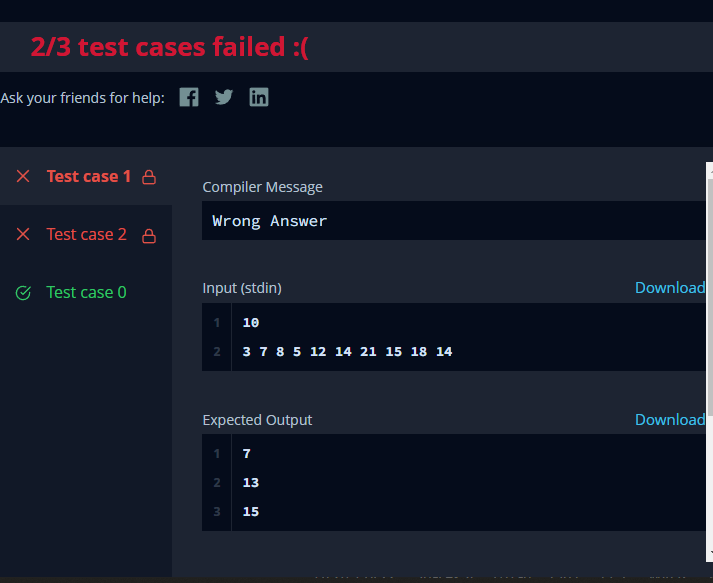 2/3 test cases failed :(
Ask your friends for help:
Test case 1
Test case 2
Test case 0
Compiler Message
Wrong Answer
Input (stdin)
Download
1 10
2 3 7 8 5 12 14 21 15 18 14
Expected Output
Download
1 7
2 13
3 15